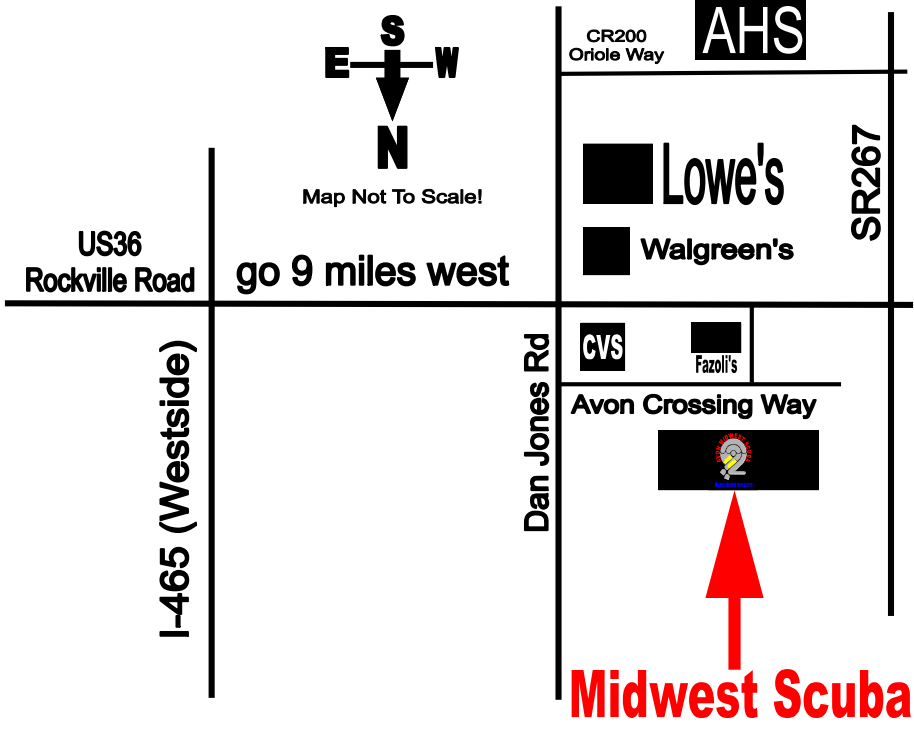 AHS
CR200
Oriole Way
S
E
W
N
Map Not To Scale!
SR267
Lowe's
Walgreen's
US36
Rockville Road
go 9 miles west
CVS
Fazoli's
Dan Jones Rd
Avon Crossing Way
I-465 (Westside)
Midwest Scuba